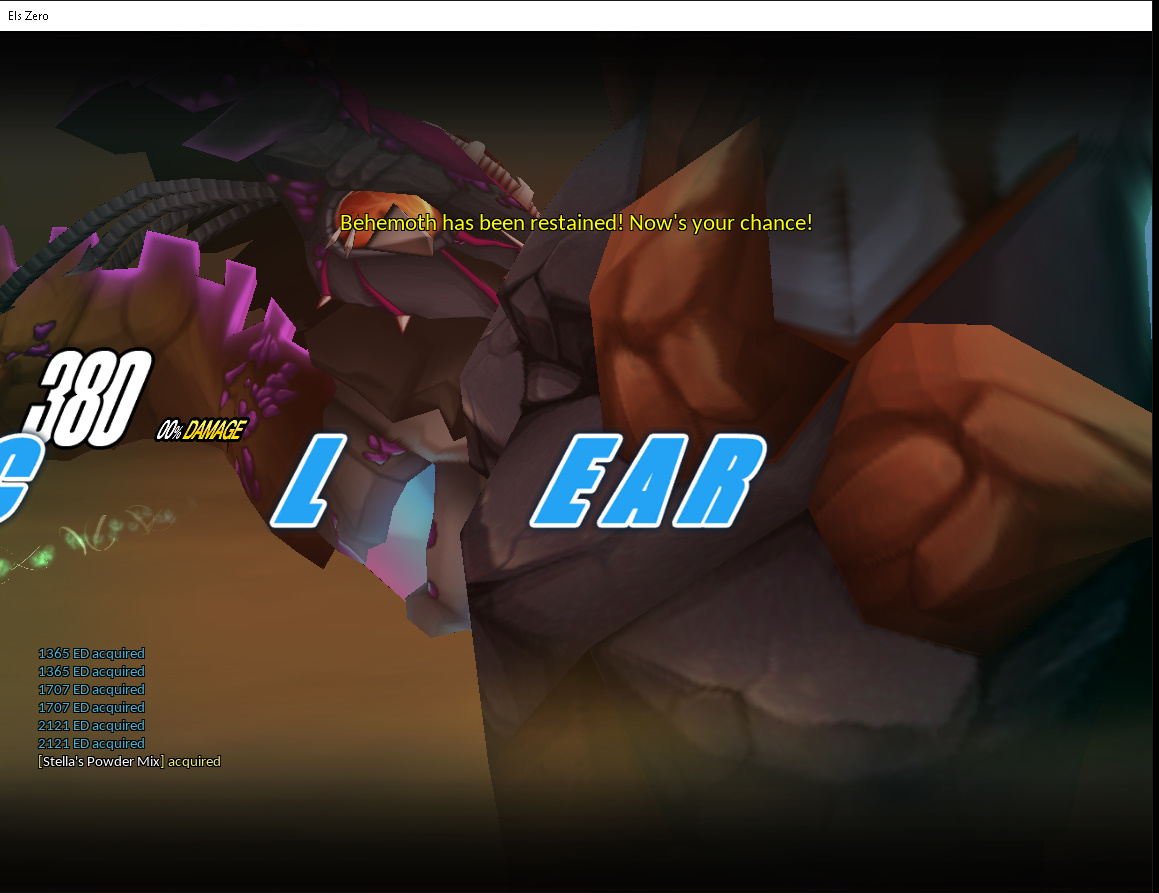 Els Zero
Behemoth has been restained! Now's your chance!
380
00% DAMAGE
C L EAR
1365 ED acquired
1365 ED acquired
1707 ED acquired
1707 ED acquired
2121 ED acquired
2121 ED acquired
[Stella's Powder Mix] acquired